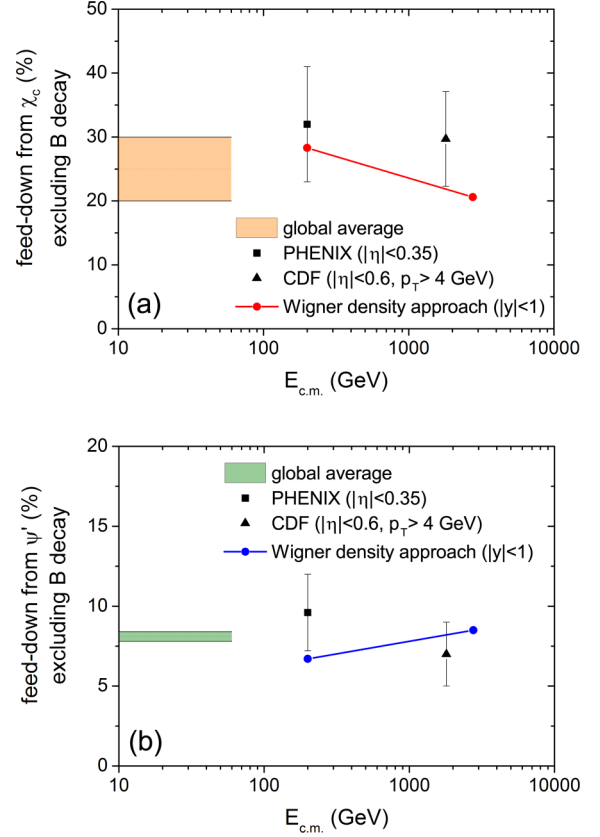 50
40
30
20
10
0
feed-down from χc (%)
excluding B decay
global average
PHENIX (|η|<0.35)
CDF (|η|<0.6, pT> 4 GeV)
Wigner density approach (|y|<1)
(a)
10
100
1000
10000
Ec.m. (GeV)
20
15
10
5
0
feed-down from ψ' (%)
excluding B decay
global average
PHENIX (|η|<0.35)
CDF (|η|<0.6, pT> 4 GeV)
Wigner density approach (|y|<1)
(b)
10
100
1000
10000
Ec.m. (GeV)